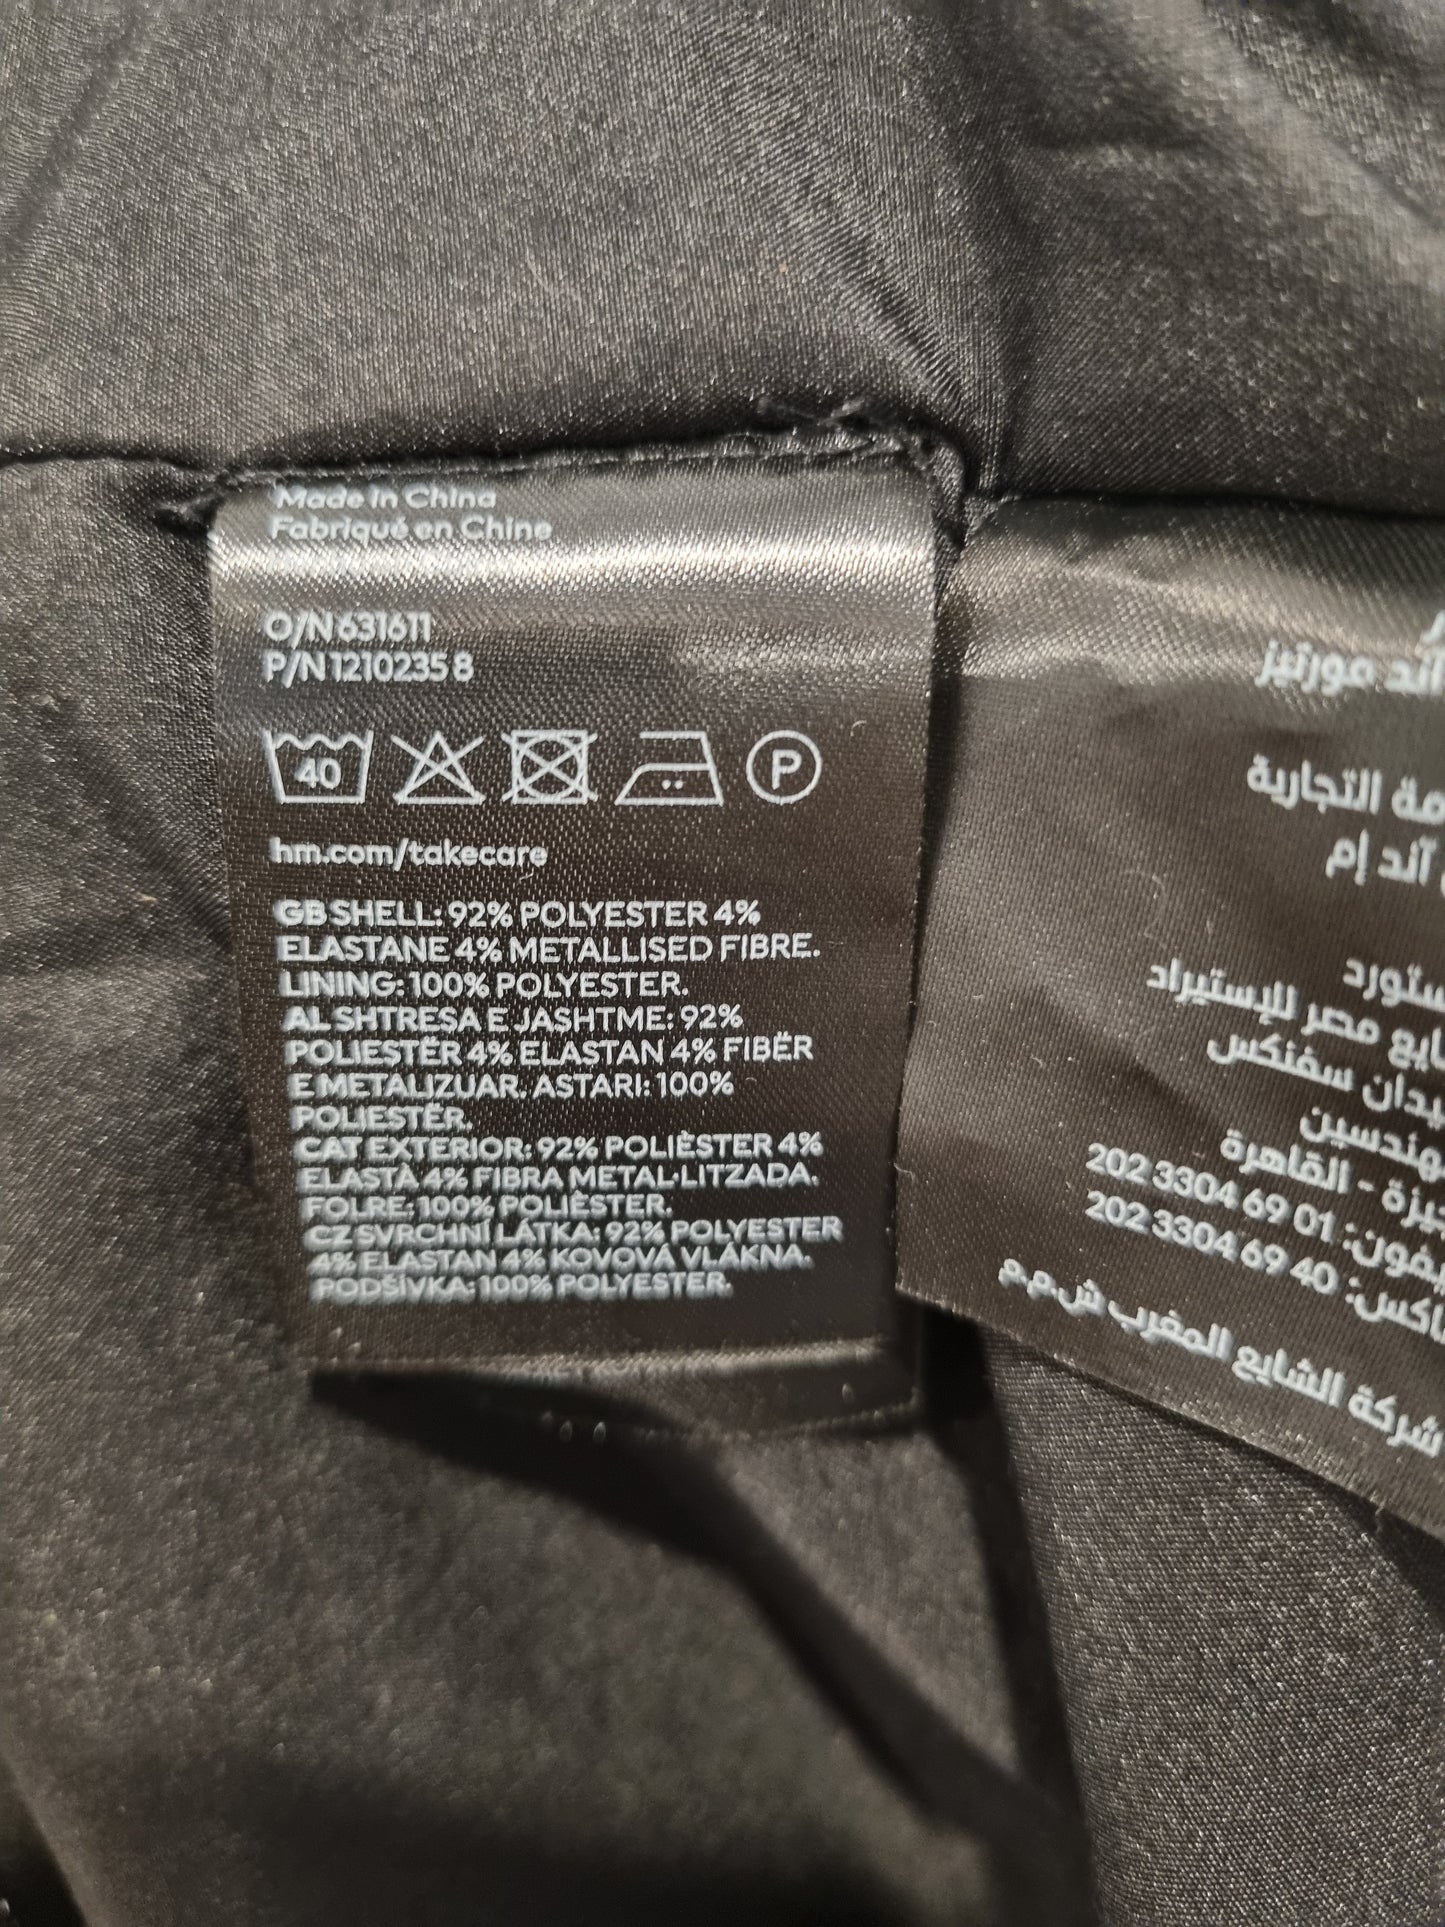 Made in China
Fabriqué en Chine
O/N 631611
P/N 1210235 8
40
P
hm.com/takecare
GB SHELL: 92% POLYESTER 4%
ELASTANE 4% METALLISED FIBRE.
LINING: 100% POLYESTER.
AL SHTRESA E JASHTME: 92%
POLIESTËR 4% ELASTAN 4% FIBËR
E METALIZUAR. ASTARI: 100%
POLIESTËR.
CAT EXTERIOR: 92% POLIÈSTER 4%
ELASTÀ 4% FIBRA METAL·LITZADA.
FOLRE: 100% POLIÈSTER.
CZ SVRCHNÍ LÁTKA: 92% POLYESTER
4% ELASTAN 4% KOVOVÁ VLÁKNA.
PODŠÍVKA: 100% POLYESTER.
آند مورتيز
التجارية
آند إم
مصر للإستيراد
سفنكس
- القاهرة
202 3304 69 01
202 3304 69 40
شركة الشايع المغرب ش.م.م